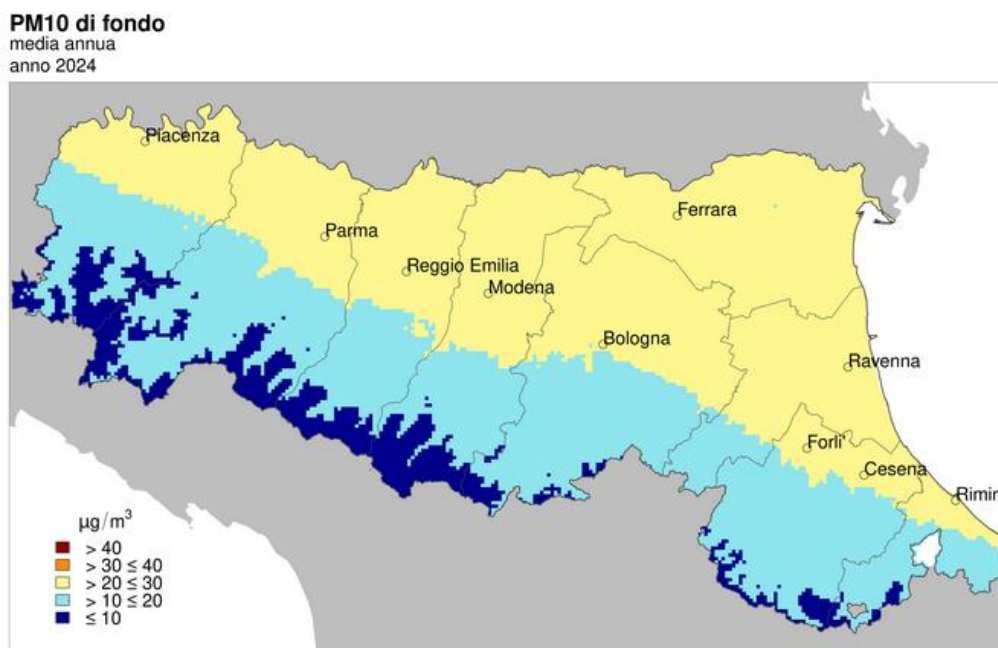 PM10 di fondo
media annua
anno 2024
Piacenza
Parma
Reggio Emilia
Modena
Ferrara
Bologna
Ravenna
Forli'
Cesena
Rimin
µg/m³
> 40
> 30 ≤ 40
> 20 ≤ 30
> 10 ≤ 20
≤ 10